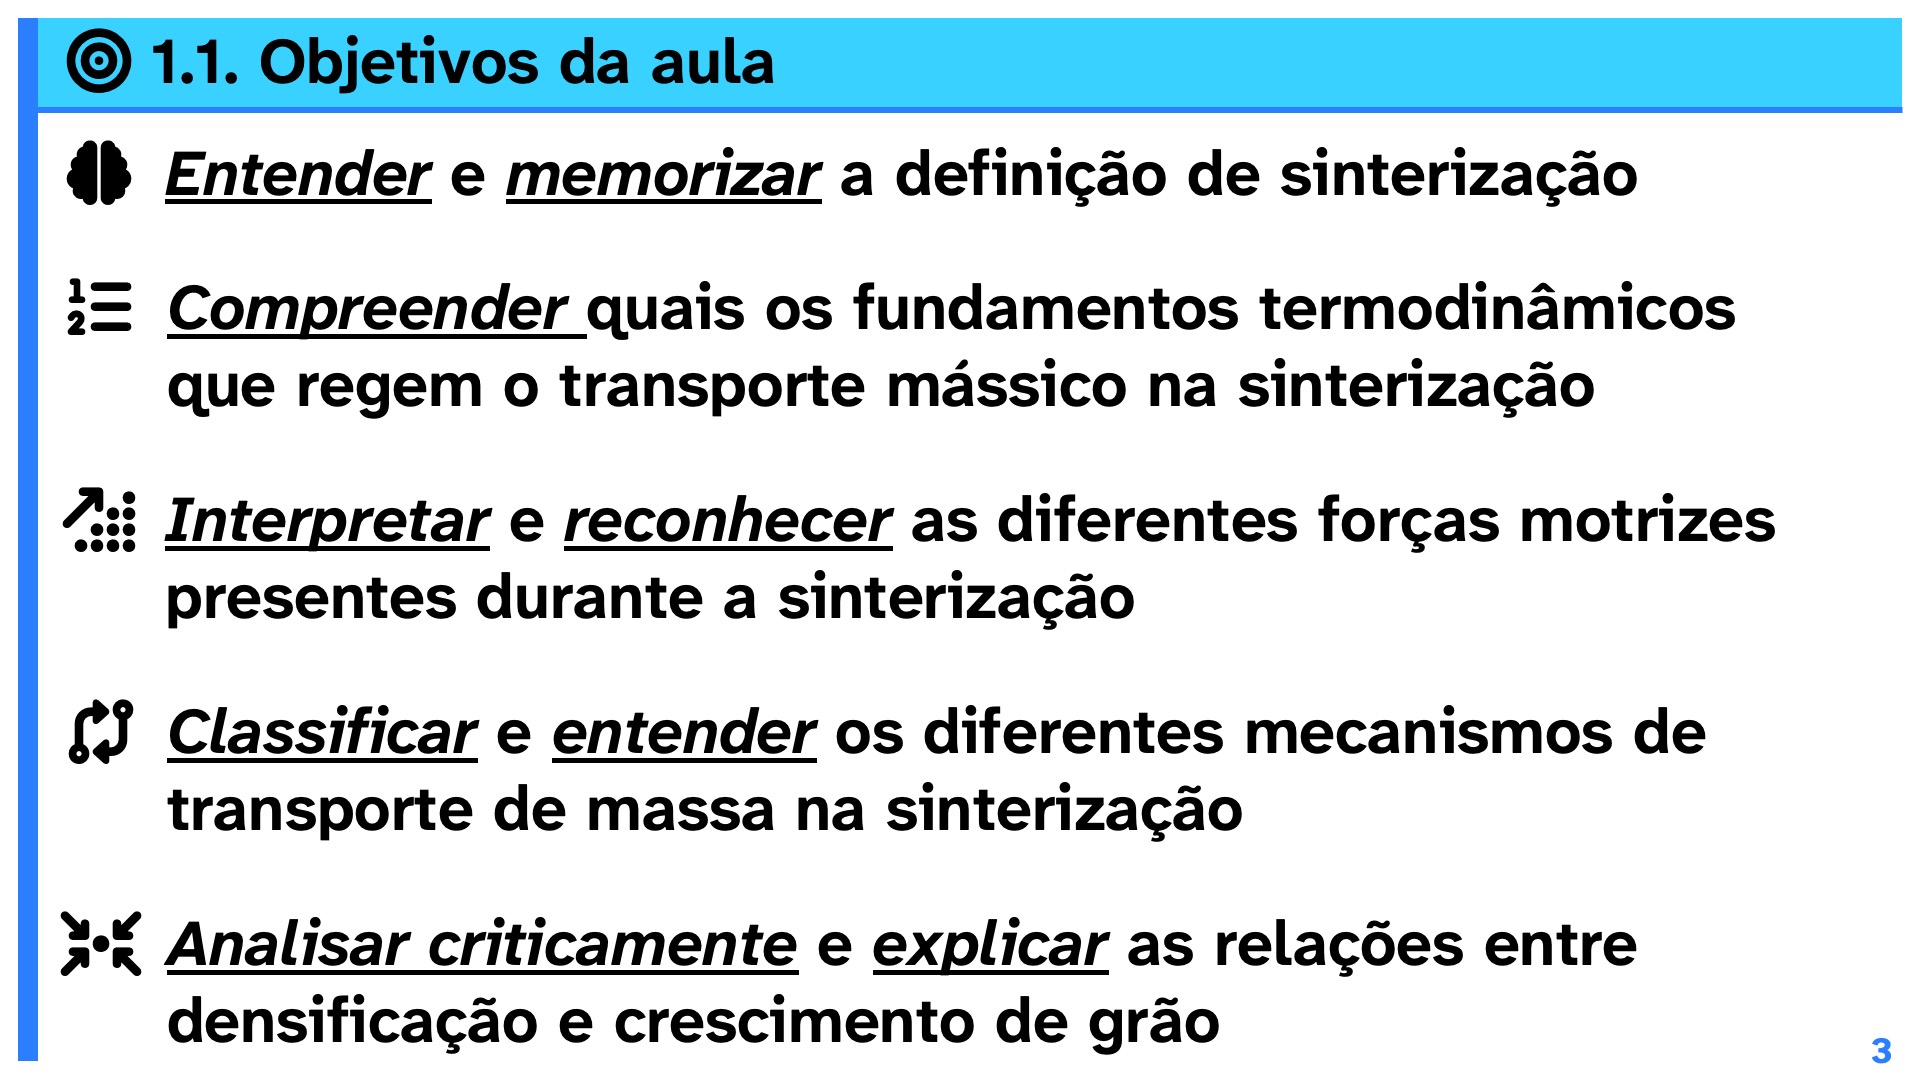 1.1. Objetivos da aula
Entender e memorizar a definição de sinterização
Compreender quais os fundamentos termodinâmicos
que regem o transporte mássico na sinterização
Interpretar e reconhecer as diferentes forças motrizes
presentes durante a sinterização
Classificar e entender os diferentes mecanismos de
transporte de massa na sinterização
Analisar criticamente e explicar as relações entre
densificação e crescimento de grão
3